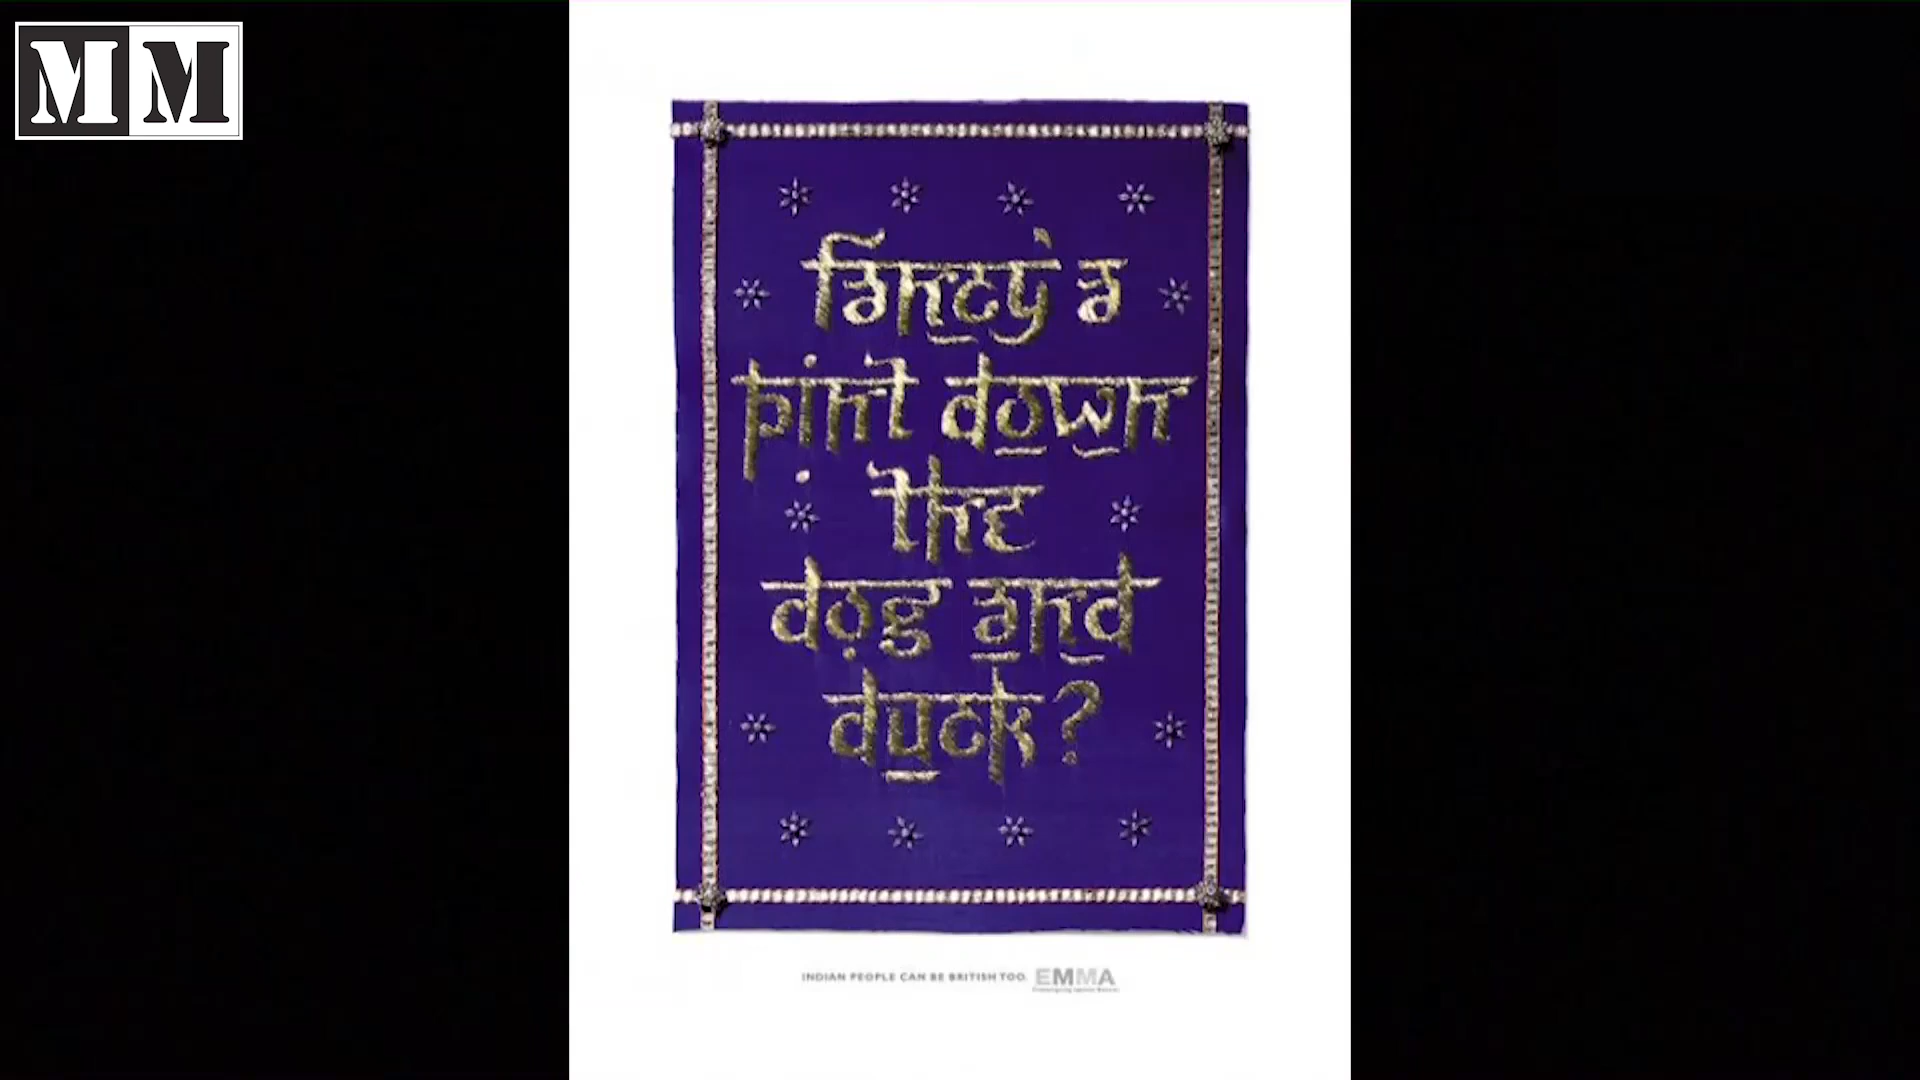 MM
fancy a
pint down
the
dog and
duck?
INDIAN PEOPLE CAN BE BRITISH TOO. EMMA